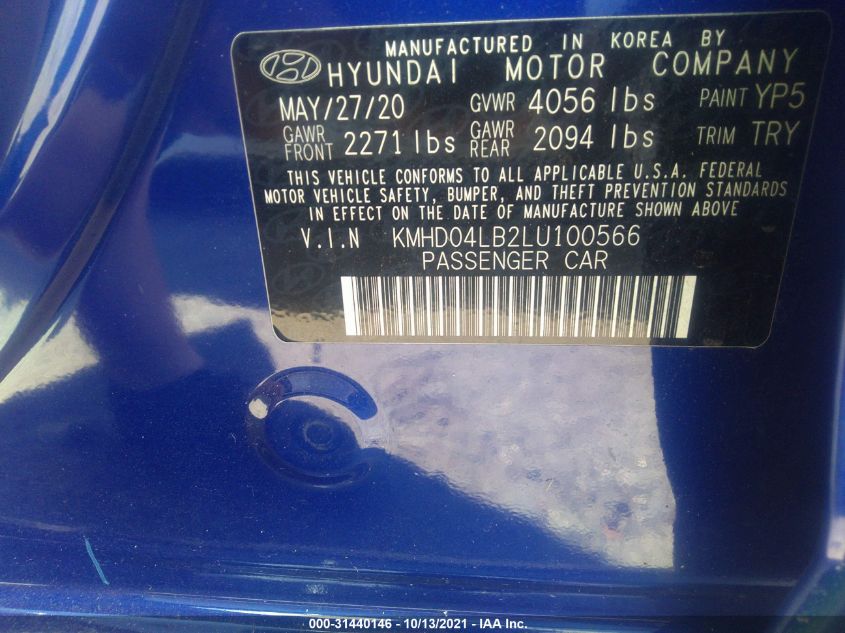 MANUFACTURED IN KOREA BY
HYUNDAI MOTOR COMPANY
MAY/27/20 GVWR 4056 lbs PAINT YP5
GAWR FRONT 2271 lbs GAWR REAR 2094 lbs TRIM TRY
THIS VEHICLE CONFORMS TO ALL APPLICABLE U.S.A. FEDERAL
MOTOR VEHICLE SAFETY, BUMPER, AND THEFT PREVENTION STANDARDS
IN EFFECT ON THE DATE OF MANUFACTURE SHOWN ABOVE
V.I.N KMHD04LB2LU100566
PASSENGER CAR
000-31440146 - 10/13/2021 - IAA Inc.